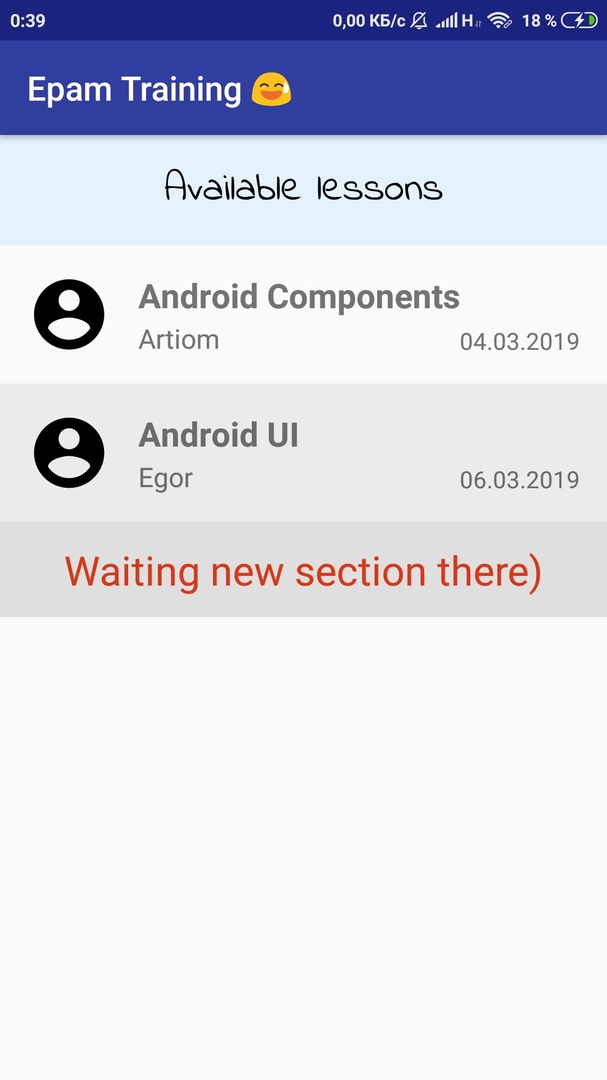 0:39 0,00 КБ/с H 18 %
Epam Training 😅
Available lessons
Android Components
Artiom 04.03.2019
Android UI
Egor 06.03.2019
Waiting new section there)